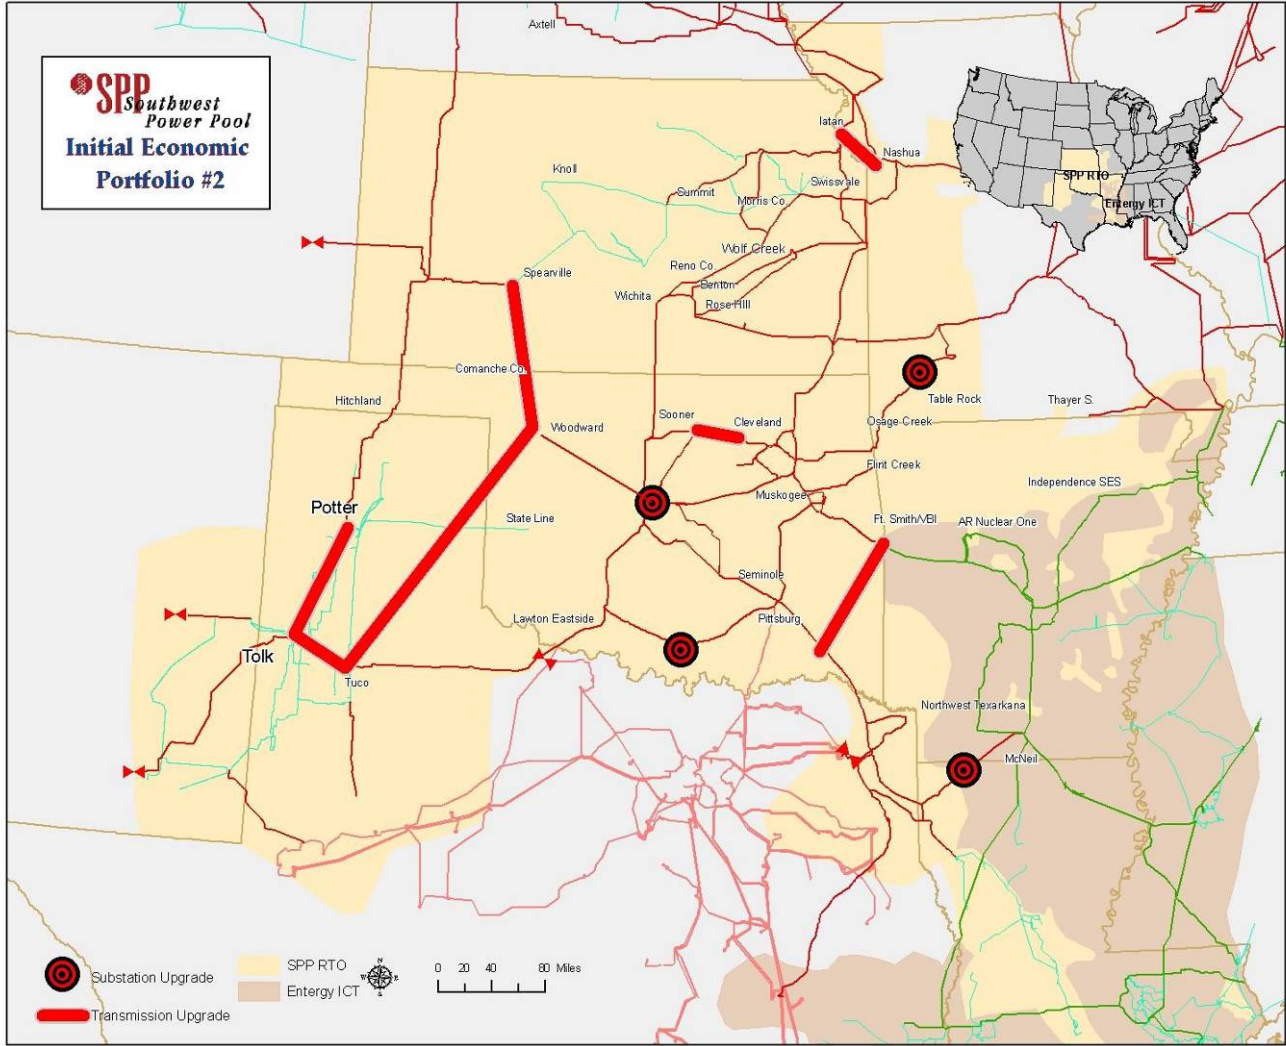 Axtell
SPP
Southwest
Power Pool
Initial Economic
Portfolio #2
Iatan
Nashua
Knoll
Swissvale
Summit
Morris Co.
SPP RTO
Entergy ICT
Wolf Creek
Reno Co.
Spearville
Benton
Wichita
Rose Hill
Comanche Co.
Hitchland
Table Rock
Thayer S.
Sooner
Cleveland
Osage Creek
Woodward
Flint Creek
Independence SES
Muskogee
Potter
State Line
Ft. Smith/VBI
AR Nuclear One
Seminole
Lawton Eastside
Pittsburg
Tolk
Tuco
Northwest Texarkana
McNeil
SPP RTO
N
W
E
S
0 20 40 80 Miles
Substation Upgrade
Entergy ICT
Transmission Upgrade